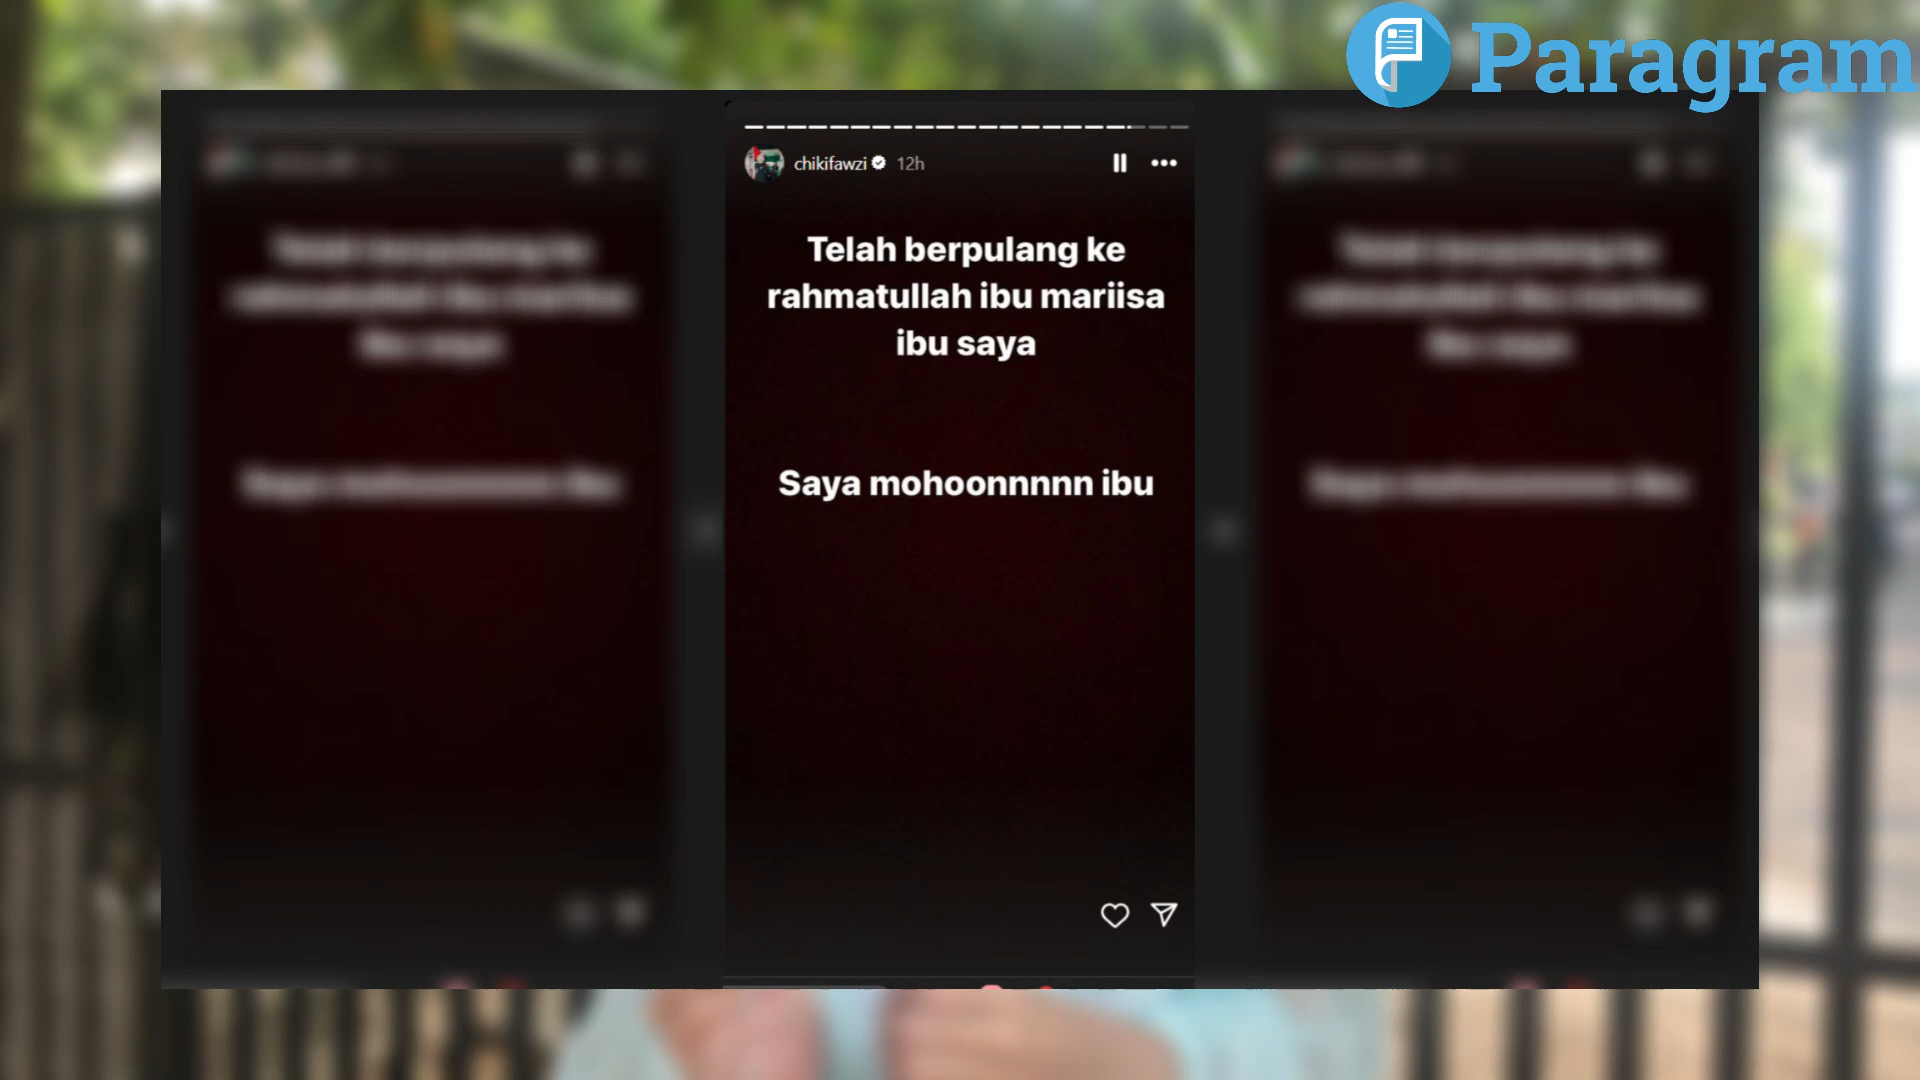 Paragram
chikifawzi 12h
Telah berpulang ke
rahmatullah ibu mariisa
ibu saya
Saya mohoonnnnn ibu